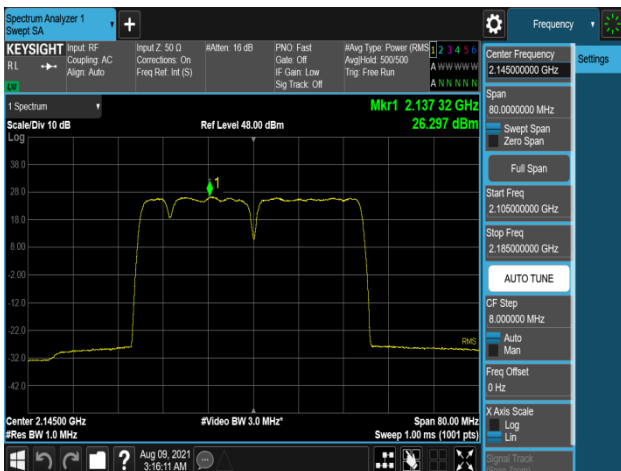 Spectrum Analyzer 1
Swept SA
+
Frequency
KEYSIGHT
RL
LW
Input: RF
Coupling: AC
Align: Auto
Input Z: 50 Ω
Corrections: On
Freq Ref: Int (S)
#Atten: 16 dB
PNO: Fast
Gate: Off
IF Gain: Low
Sig Track: Off
#Avg Type: Power (RMS
Avg|Hold: 500/500
Trig: Free Run
1 2 3 4 5 6
A W W W W W
A N N N N N
1 Spectrum
Scale/Div 10 dB
Log
Ref Level 48.00 dBm
Mkr1 2.137 32 GHz
26.297 dBm
38.0
28.0
18.0
8.00
-2.00
-12.0
-22.0
-32.0
-42.0
1
RMS
Center 2.14500 GHz
#Res BW 1.0 MHz
#Video BW 3.0 MHz*
Span 80.00 MHz
Sweep 1.00 ms (1001 pts)
?
Aug 09, 2021
3:16:11 AM
Center Frequency
2.145000000 GHz
Settings
Span
80.0000000 MHz
Swept Span
Zero Span
Full Span
Start Freq
2.105000000 GHz
Stop Freq
2.185000000 GHz
AUTO TUNE
CF Step
8.000000 MHz
Auto
Man
Freq Offset
0 Hz
X Axis Scale
Log
Lin
Signal Track
(Span Zoom)